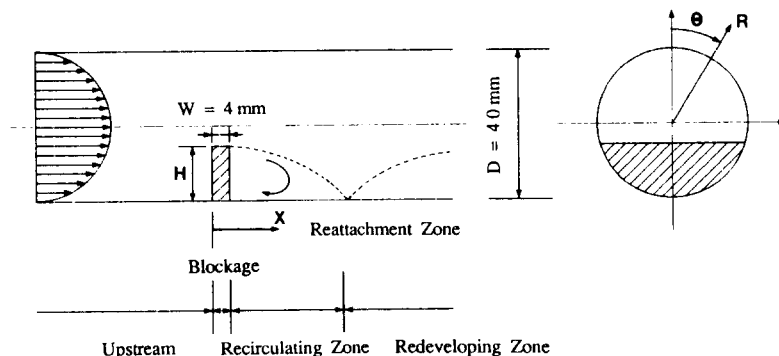 θ
R
W = 4 mm
D = 40 mm
H
X
Reattachment Zone
Blockage
Upstream
Recirculating Zone
Redeveloping Zone